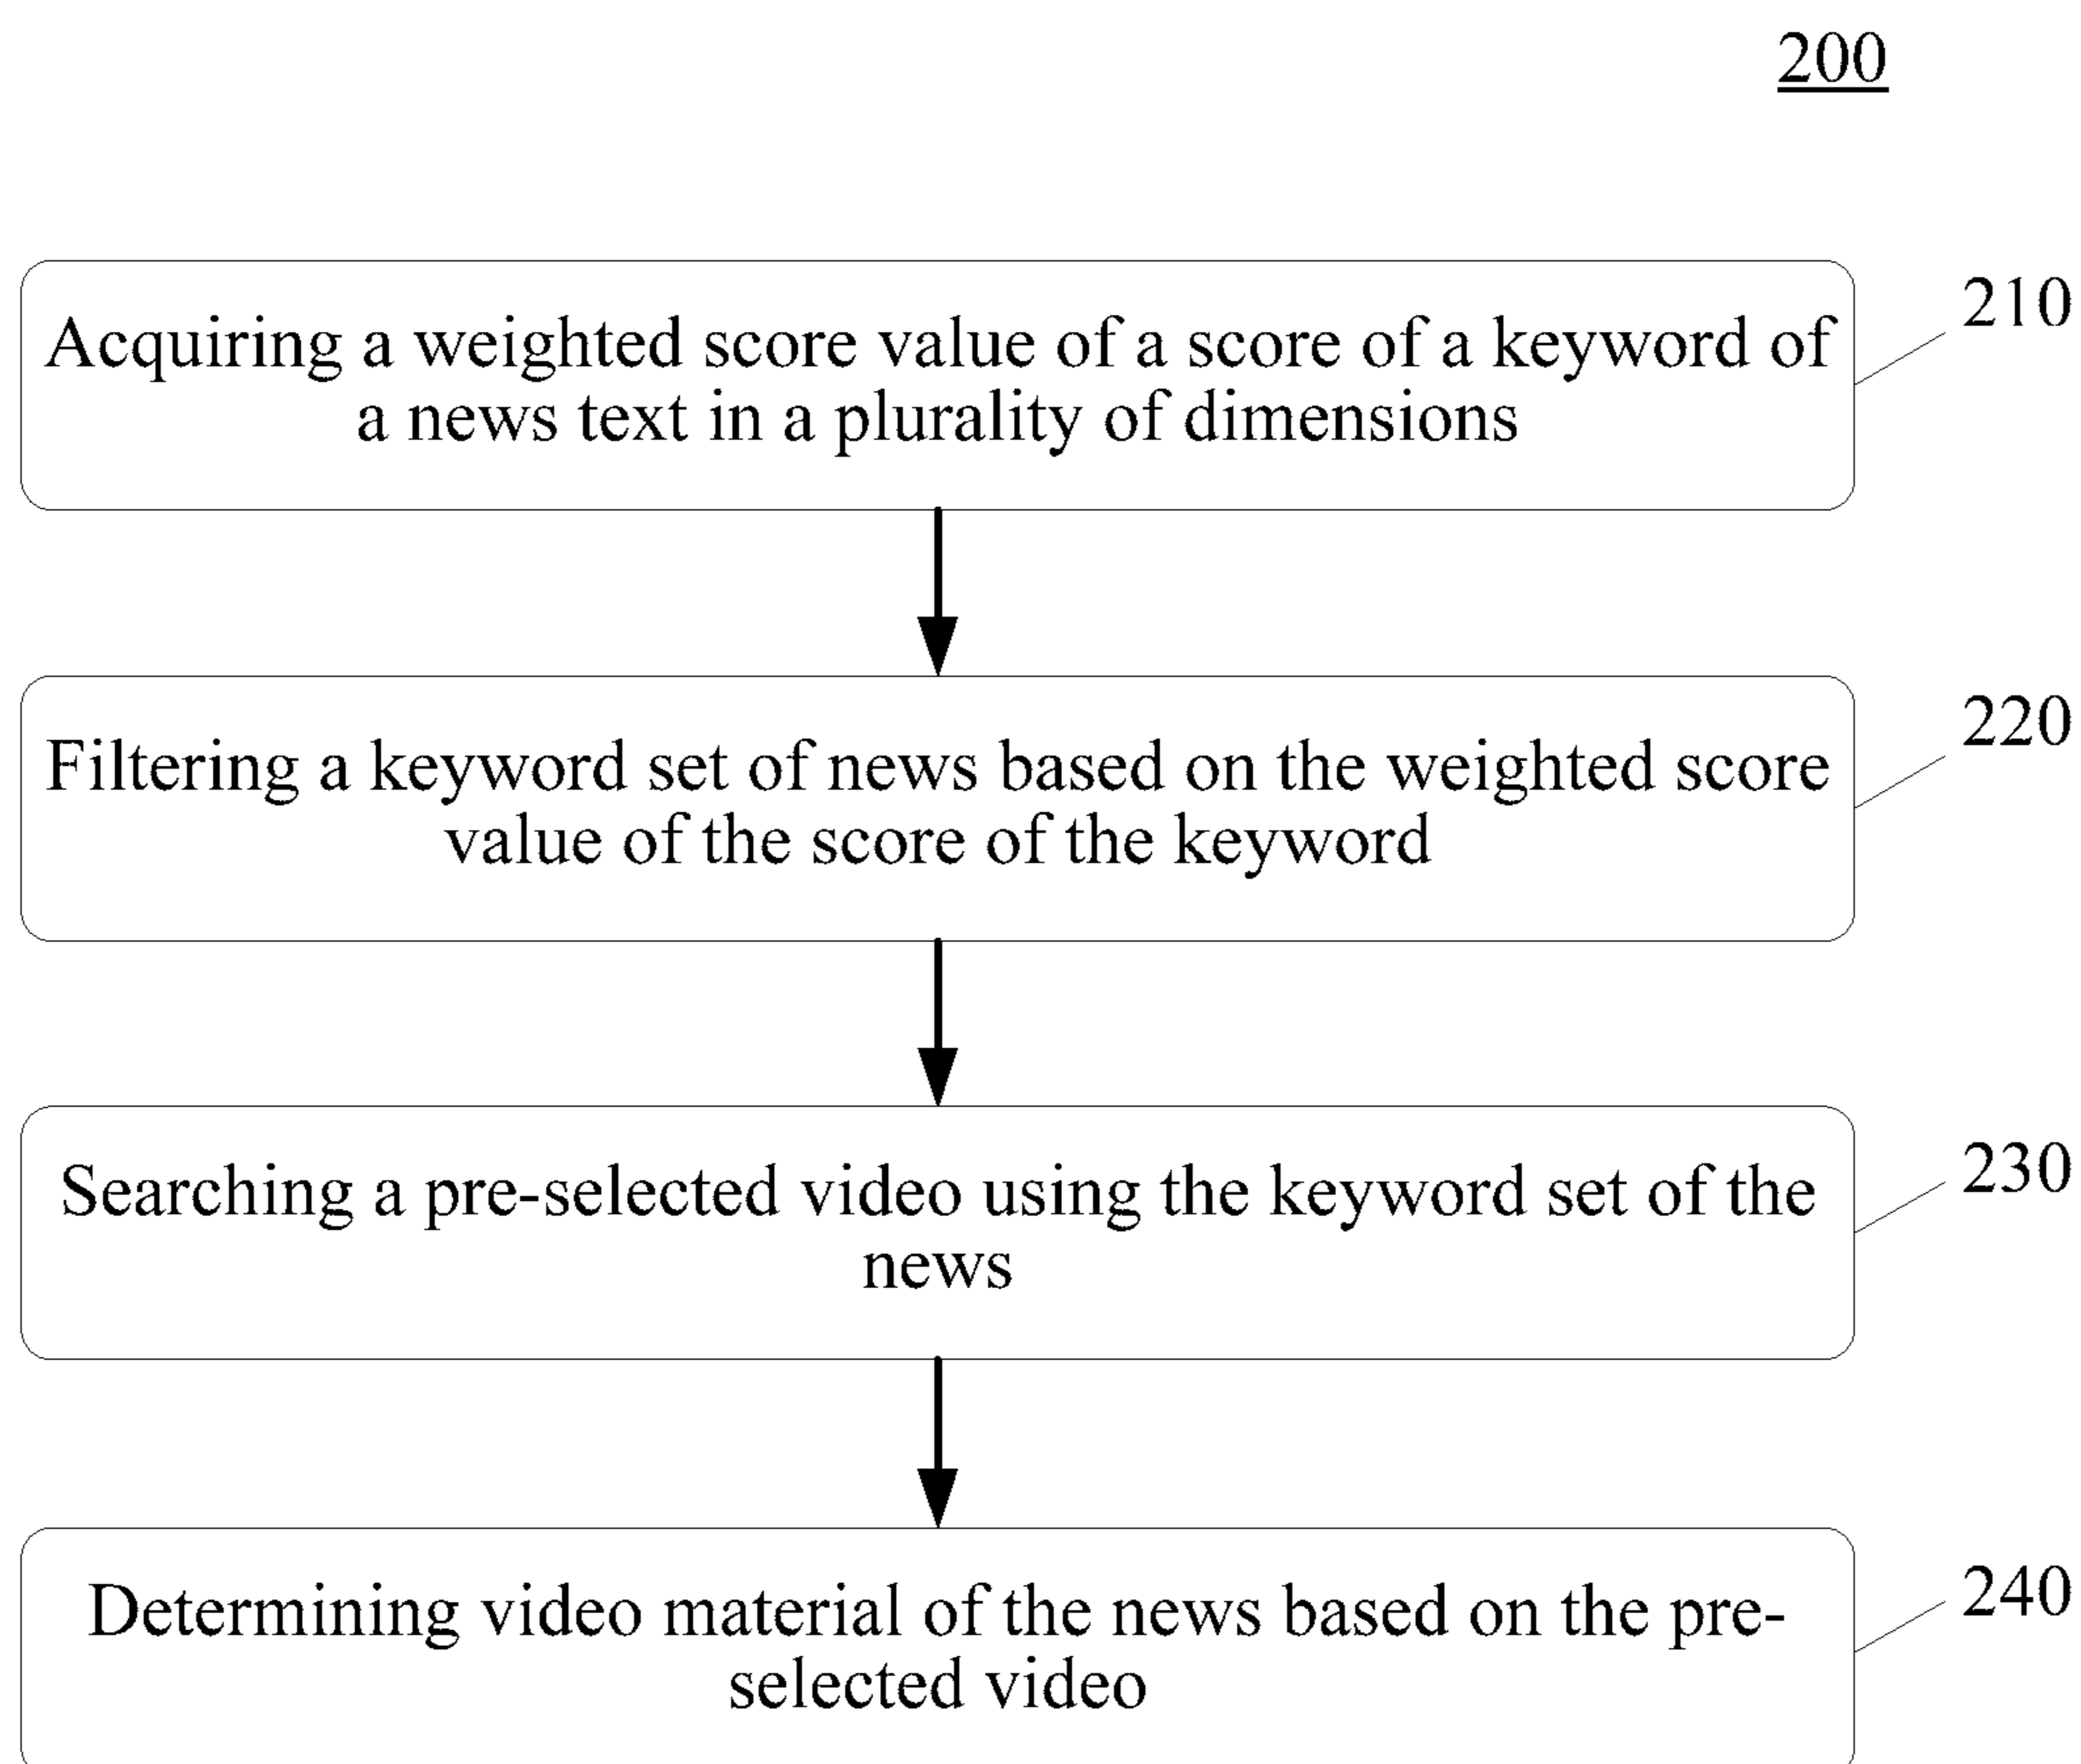 200
Acquiring a weighted score value of a score of a keyword of
a news text in a plurality of dimensions
210
Filtering a keyword set of news based on the weighted score
value of the score of the keyword
220
Searching a pre-selected video using the keyword set of the
news
230
Determining video material of the news based on the pre-
selected video
240